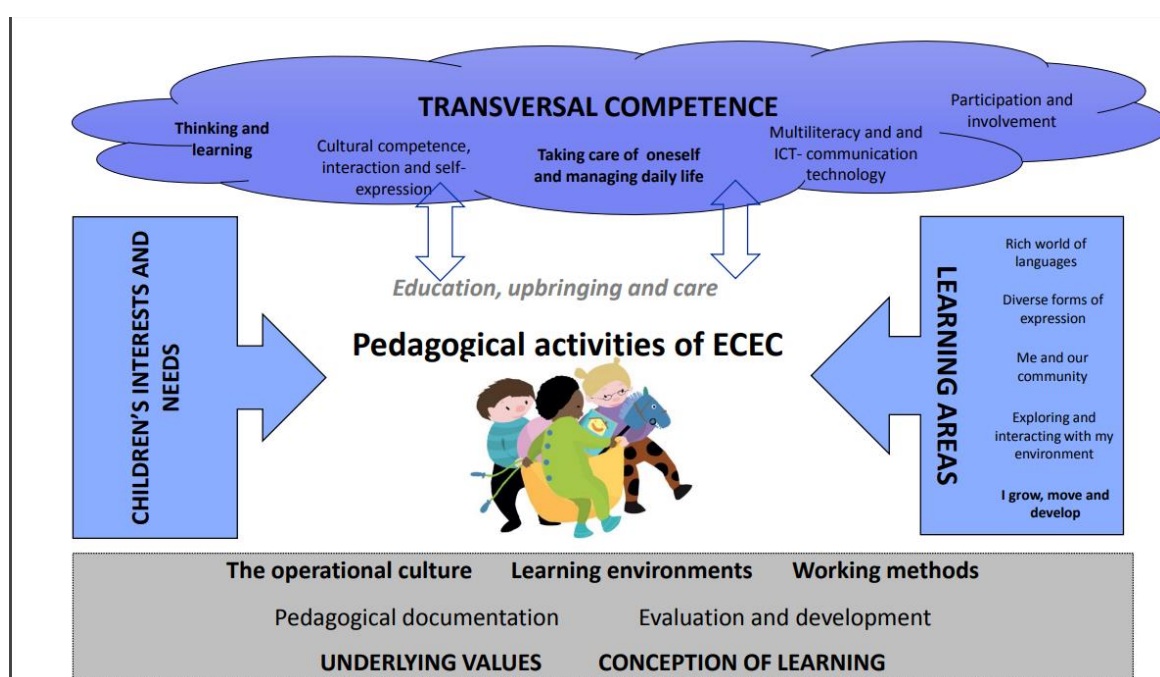 TRANSVERSAL COMPETENCE
Thinking and
learning
Cultural competence,
interaction and self-
expression
Taking care of oneself
and managing daily life
Multiliteracy and and
ICT- communication
technology
Participation and
involvement
CHILDREN'S INTERESTS AND
NEEDS
Education, upbringing and care
Pedagogical activities of ECEC
LEARNING AREAS
Rich world of
languages
Diverse forms of
expression
Me and our
community
Exploring and
interacting with my
environment
I grow, move and
develop
The operational culture Learning environments Working methods
Pedagogical documentation Evaluation and development
UNDERLYING VALUES CONCEPTION OF LEARNING